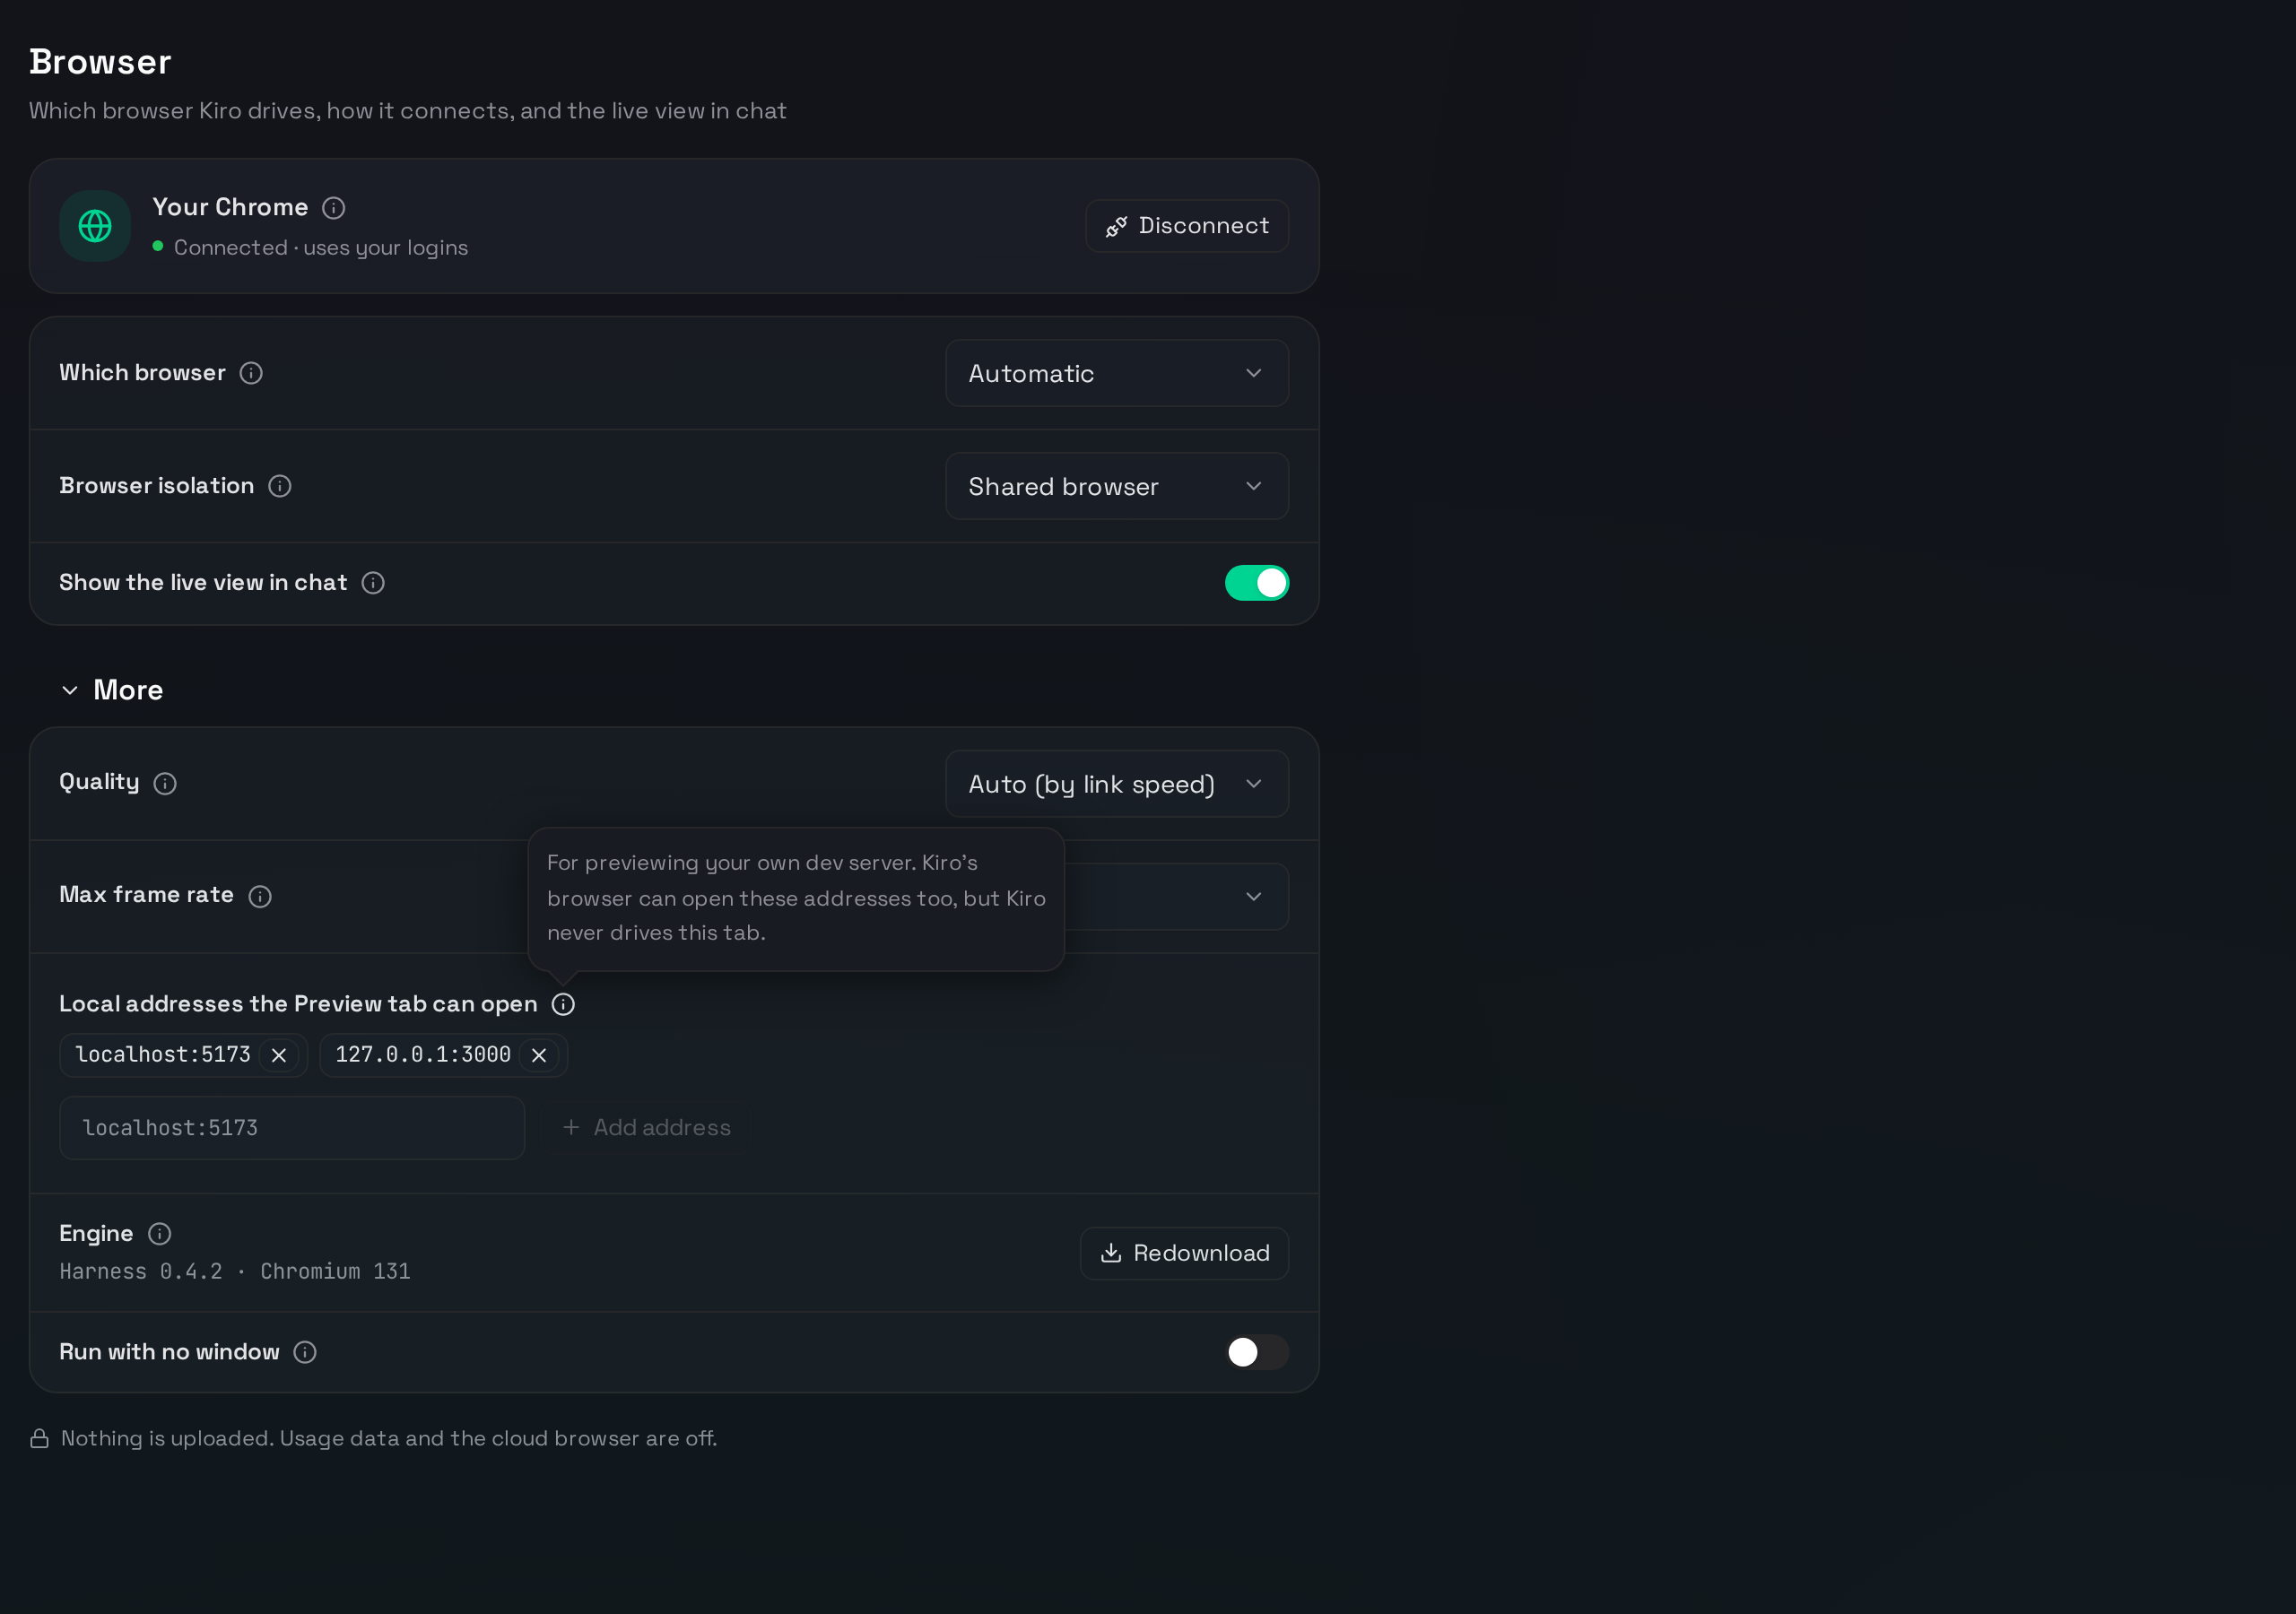 Browser
Which browser Kiro drives, how it connects, and the live view in chat
Your Chrome
Connected · uses your logins
Disconnect
Which browser
Automatic
Browser isolation
Shared browser
Show the live view in chat
More
Quality
Auto (by link speed)
For previewing your own dev server. Kiro's
browser can open these addresses too, but Kiro
never drives this tab.
Max frame rate
Local addresses the Preview tab can open
localhost:5173
127.0.0.1:3000
localhost:5173
Add address
Engine
Harness 0.4.2 · Chromium 131
Redownload
Run with no window
Nothing is uploaded. Usage data and the cloud browser are off.